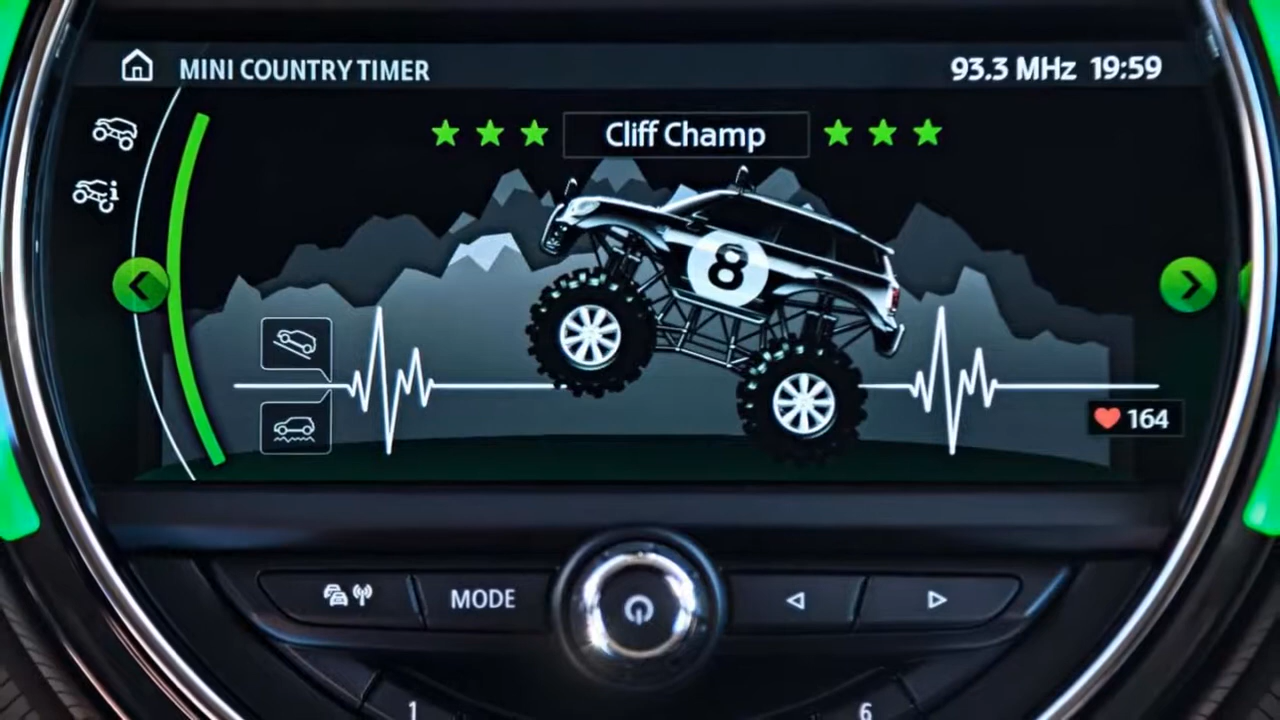 MINI COUNTRY TIMER
93.3 MHz 19:59
Cliff Champ
8
164
MODE
1
6